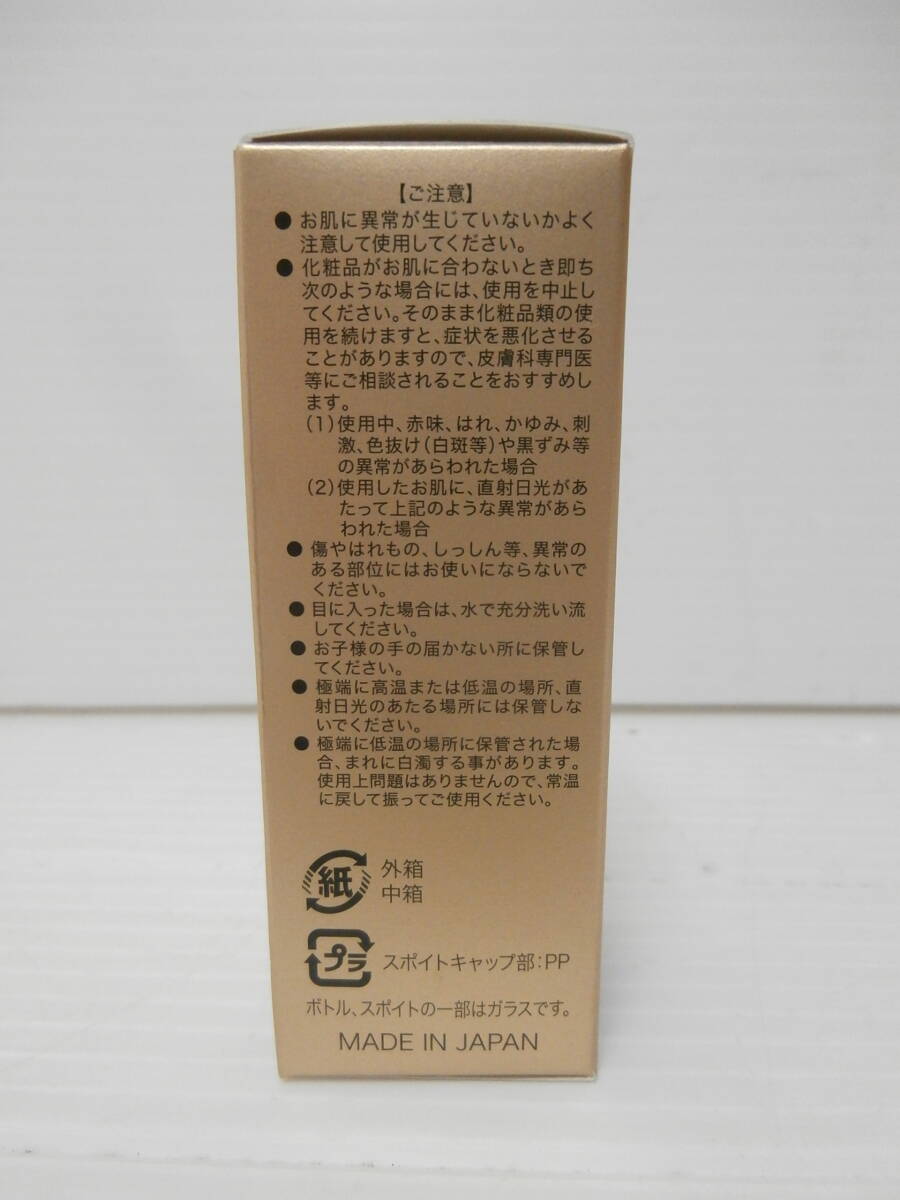 【ご注意】
● お肌に異常が生じていないかよく
注意して使用してください。
● 化粧品がお肌に合わないとき即ち
次のような場合には、使用を中止し
てください。そのまま化粧品類の使
用を続けますと、症状を悪化させる
ことがありますので、皮膚科専門医
等にご相談されることをおすすめし
ます。
(1)使用中、赤味、はれ、かゆみ、刺
激、色抜け(白斑等)や黒ずみ等
の異常があらわれた場合
(2)使用したお肌に、直射日光があ
たって上記のような異常があら
われた場合
● 傷やはれもの、しっしん等、異常の
ある部位にはお使いにならないで
ください。
● 目に入った場合は、水で充分洗い流
してください。
● お子様の手の届かない所に保管し
てください。
● 極端に高温または低温の場所、直
射日光のあたる場所には保管しな
いでください。
● 極端に低温の場所に保管された場
合、まれに白濁する事があります。
使用上問題はありませんので、常温
に戻して振ってご使用ください。
紙 外箱
中箱
プラ スポイトキャップ部:PP
ボトル、スポイトの一部はガラスです。
MADE IN JAPAN